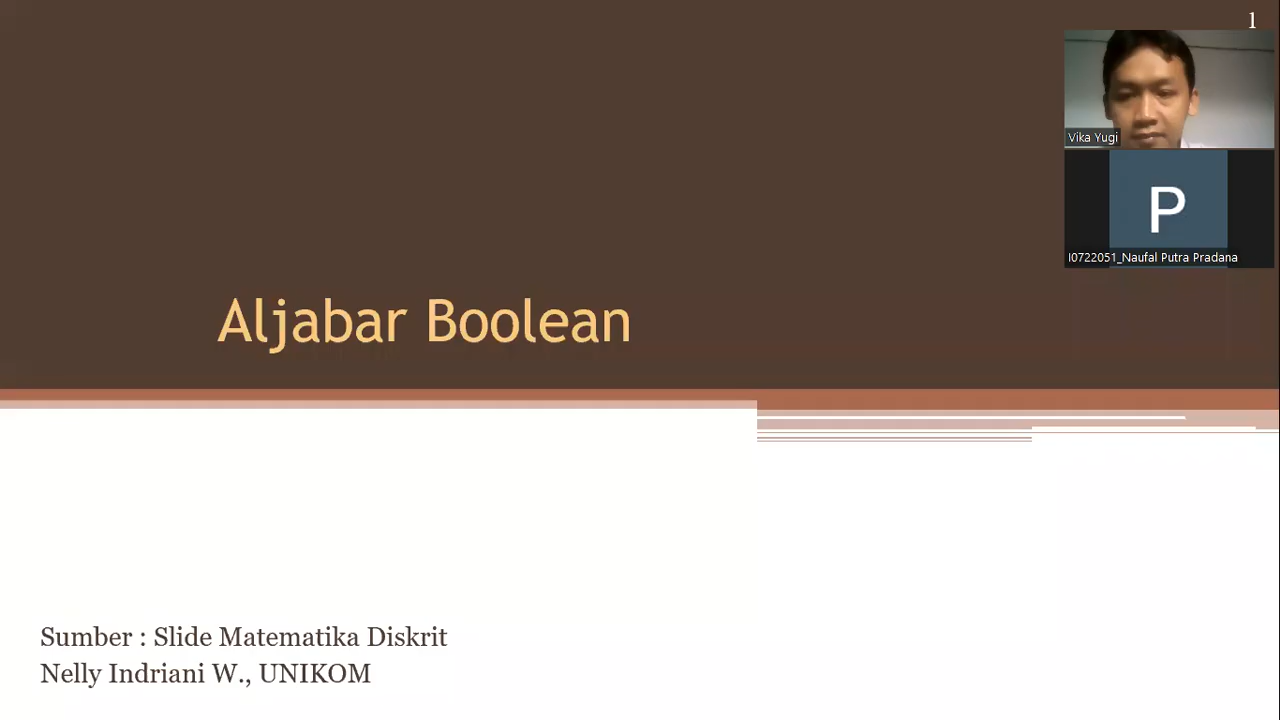 1
Vika Yugi
P
I0722051_Naufal Putra Pradana
Aljabar Boolean
Sumber : Slide Matematika Diskrit
Nelly Indriani W., UNIKOM